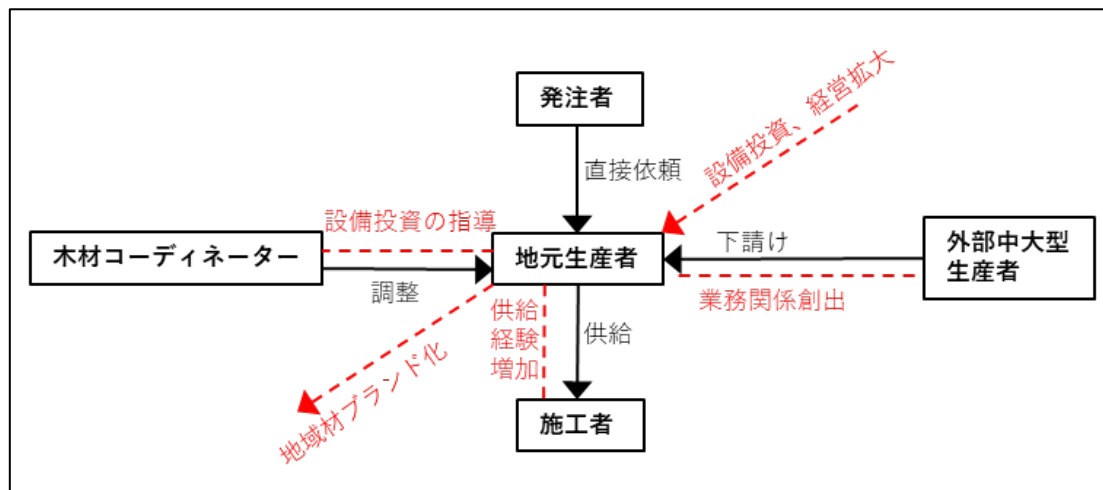 発注者
設備投資、経営拡大
直接依頼
設備投資の指導
木材コーディネーター
地元生産者
下請け
外部中大型
生産者
調整
業務関係創出
供給
経験
増加
供給
地域材ブランド化
施工者